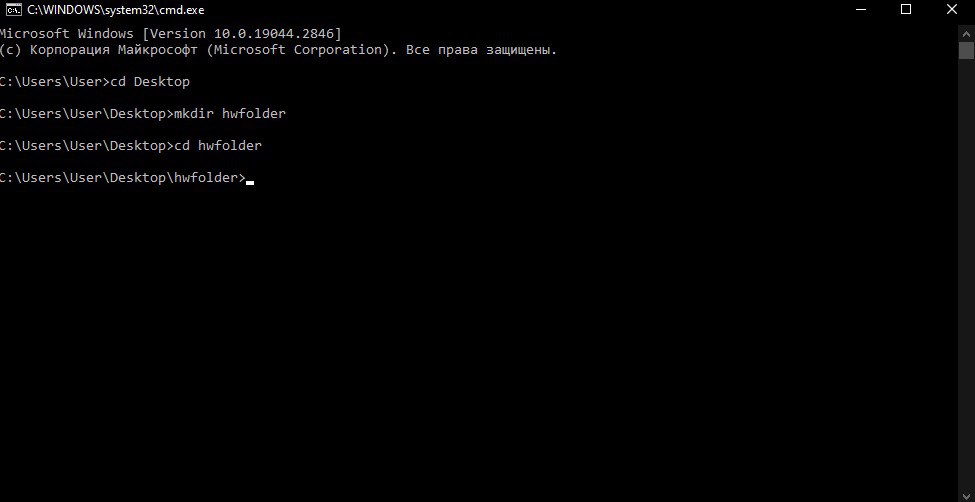 C:\WINDOWS\system32\cmd.exe
Microsoft Windows [Version 10.0.19044.2846]
(c) Корпорация Майкрософт (Microsoft Corporation). Все права защищены.
C:\Users\User>cd Desktop
C:\Users\User\Desktop>mkdir hwfolder
C:\Users\User\Desktop>cd hwfolder
C:\Users\User\Desktop\hwfolder>